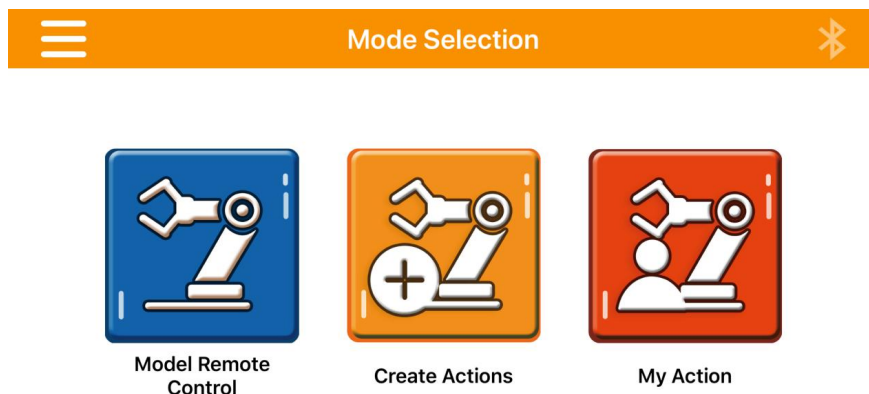 Mode Selection
Model Remote
Control
Create Actions
My Action